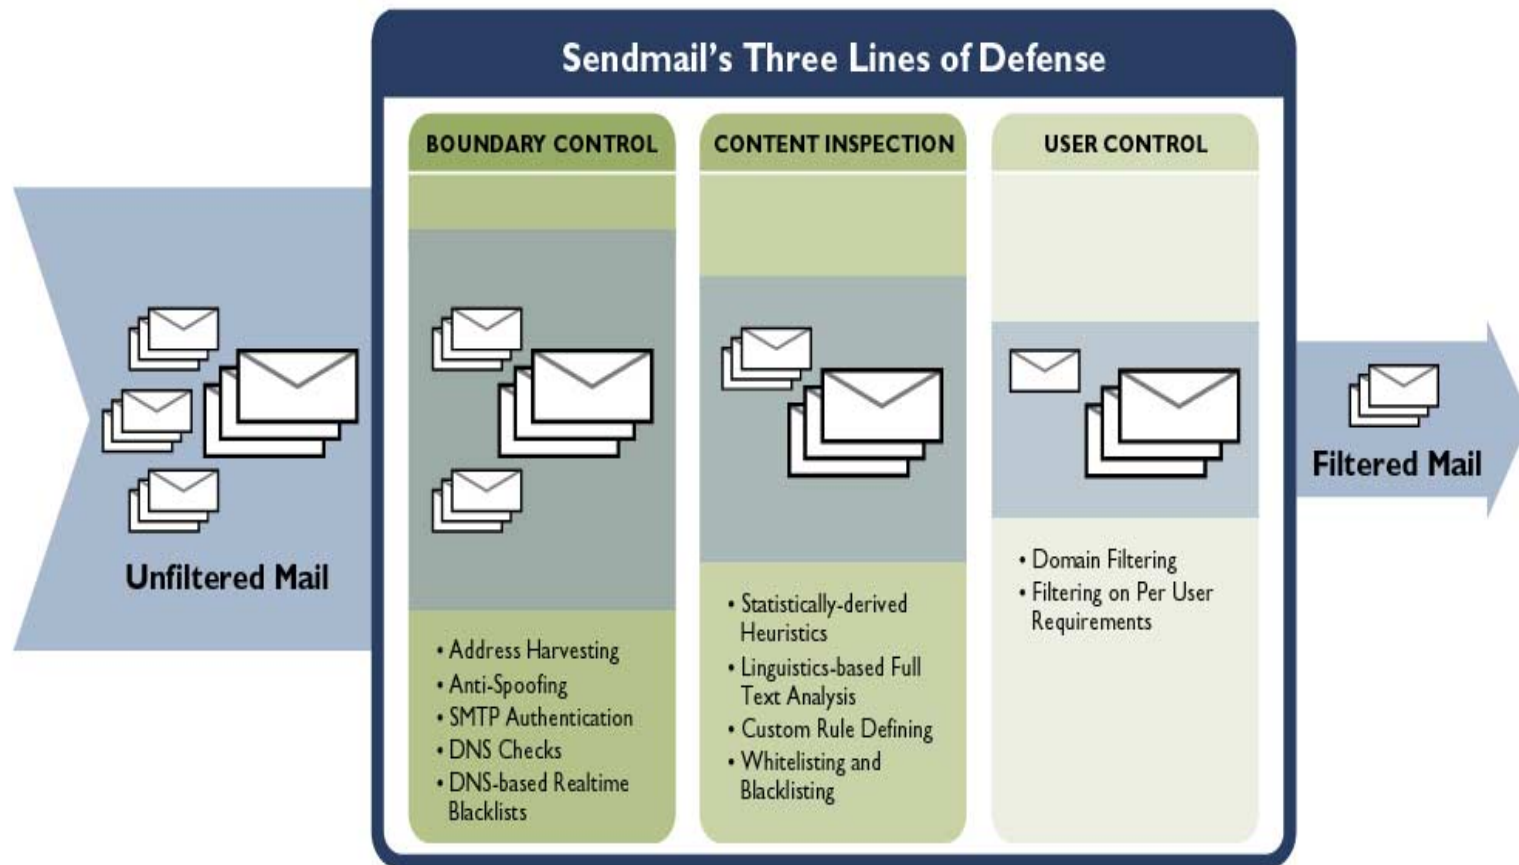 Sendmail's Three Lines of Defense
BOUNDARY CONTROL
CONTENT INSPECTION
USER CONTROL
Unfiltered Mail
• Address Harvesting
• Anti-Spoofing
• SMTP Authentication
• DNS Checks
• DNS-based Realtime
Blacklists
• Statistically-derived
Heuristics
• Linguistics-based Full
Text Analysis
• Custom Rule Defining
• Whitelisting and
Blacklisting
• Domain Filtering
• Filtering on Per User
Requirements
Filtered Mail